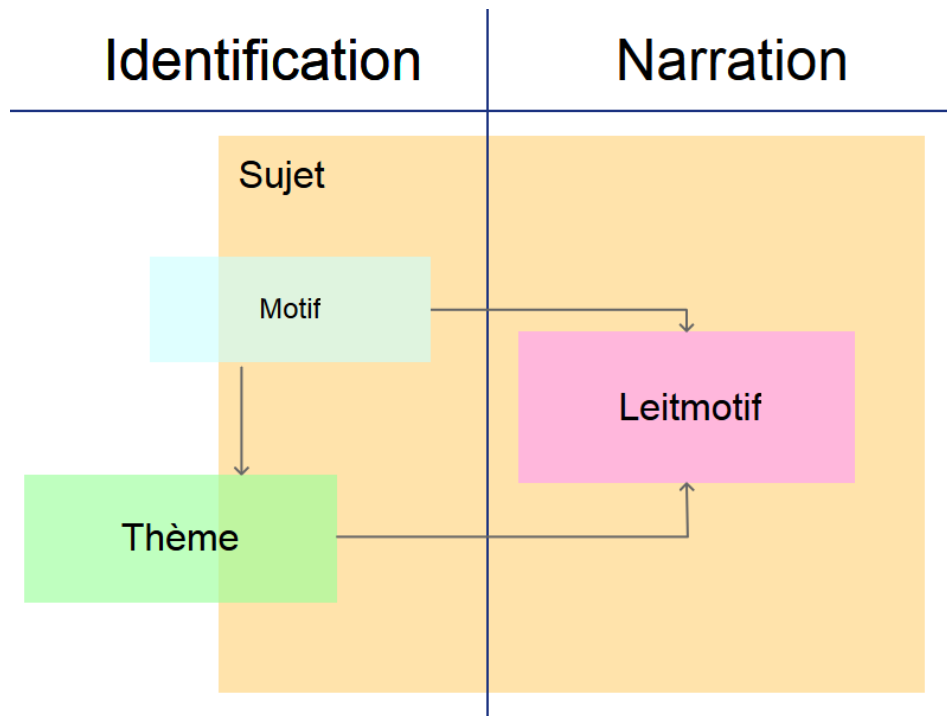 Identification
Narration
Sujet
Motif
Leitmotif
Thème